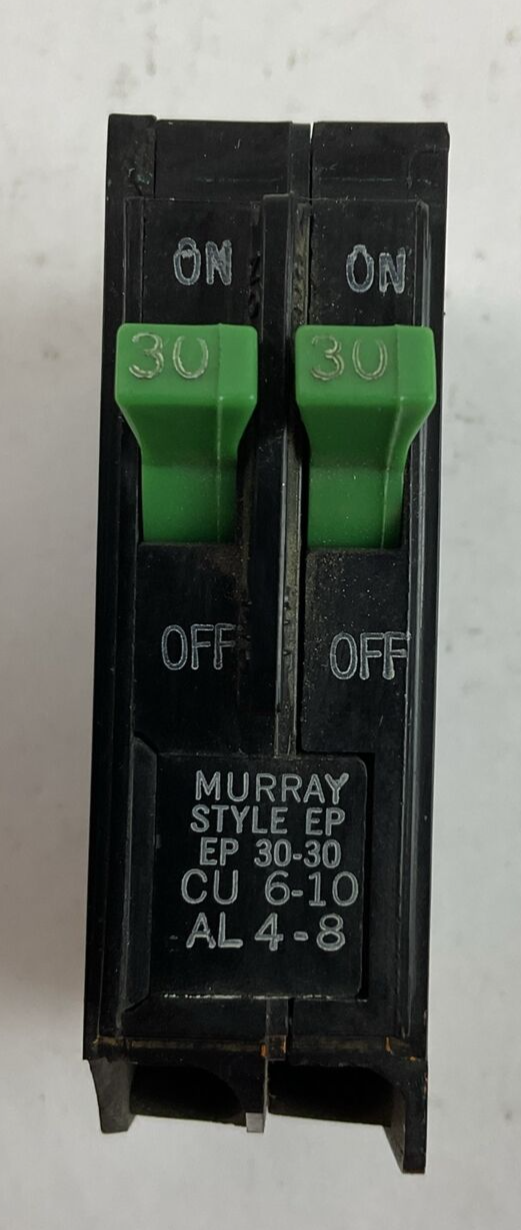 ON ON
30 30
OFF OFF
MURRAY
STYLE EP
EP 30-30
CU 6-10
AL 4-8